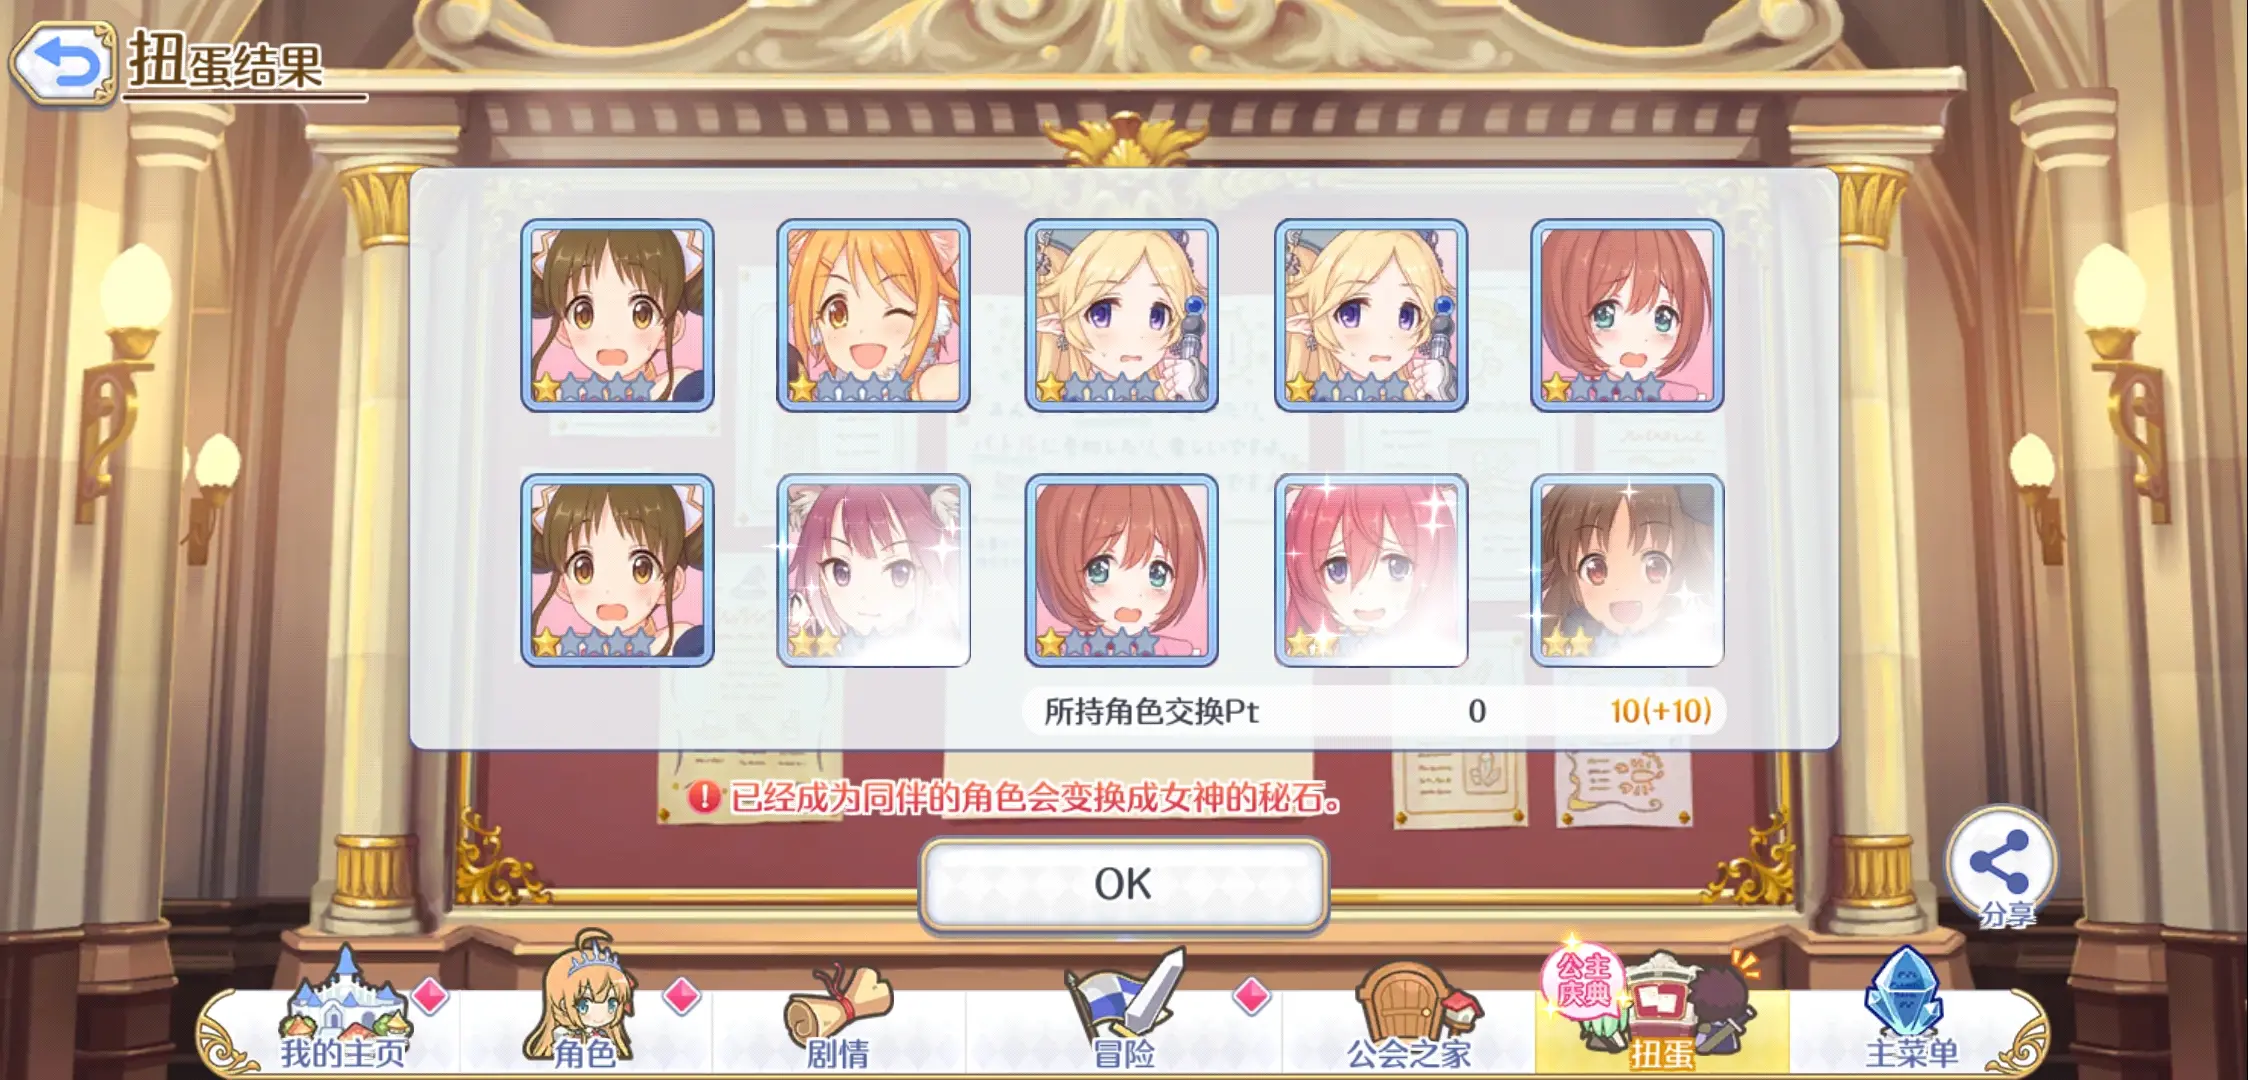 扭蛋结果
所持角色交换Pt 0 10(+10)
已经成为同伴的角色会变换成女神的秘石。
OK
分享
公主
庆典
我的主页 角色 剧情 冒险 公会之家 扭蛋 主菜单